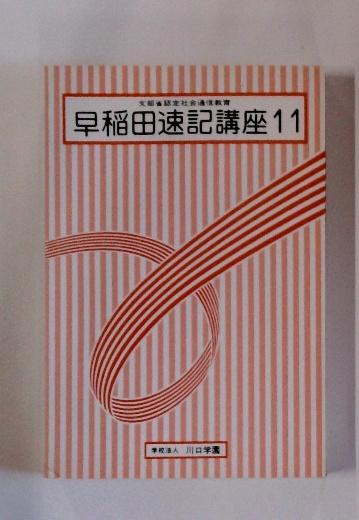 文部省認定社会通信教育
早稲田速記講座11
学校法人 川口学園